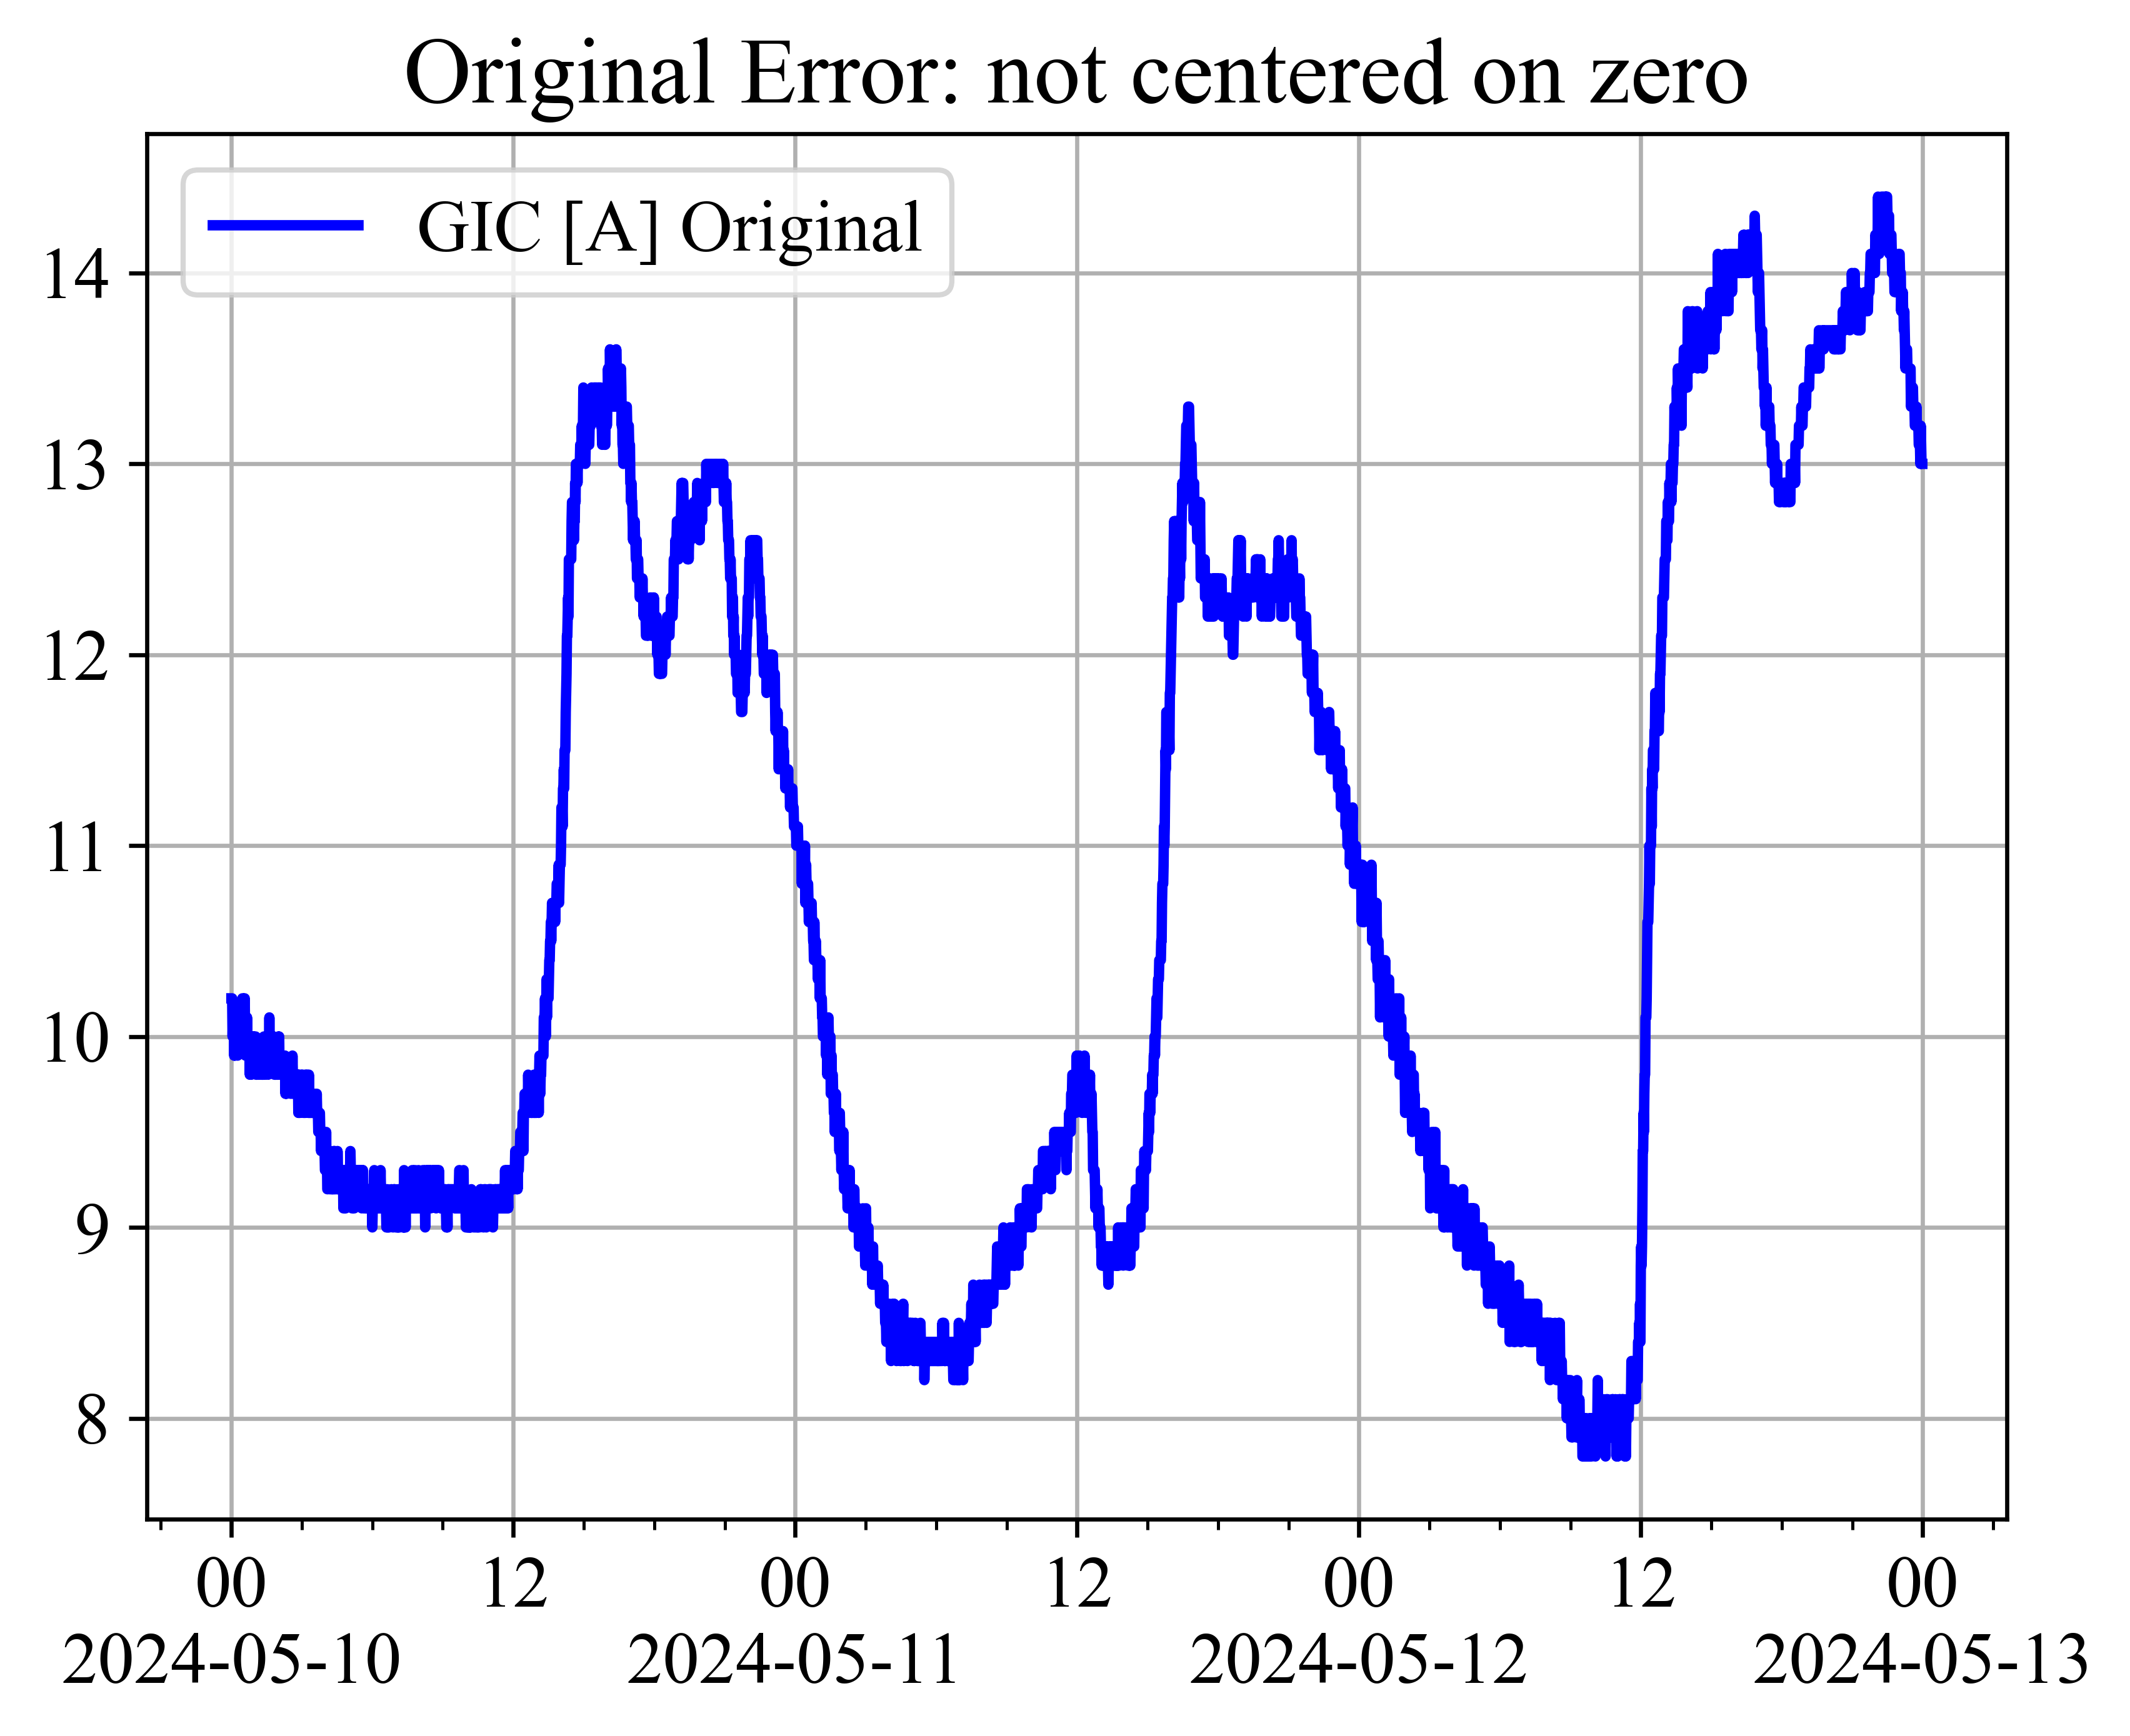 Original Error: not centered on zero
GIC [A] Original
14
13
12
11
10
9
8
00 12 00 12 00 12 00
2024-05-10 2024-05-11 2024-05-12 2024-05-13